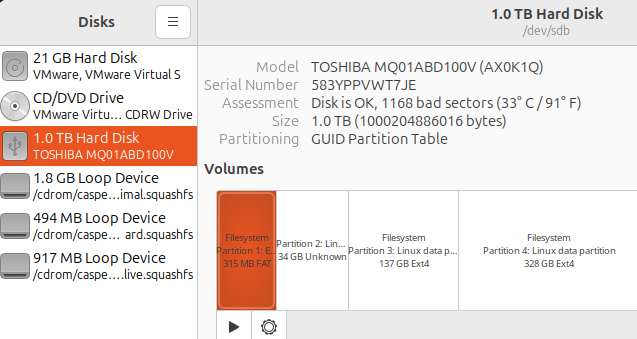 Disks
1.0 TB Hard Disk
/dev/sdb
21 GB Hard Disk
VMware, VMware Virtual S
CD/DVD Drive
VMware Virtu… CDRW Drive
1.0 TB Hard Disk
TOSHIBA MQ01ABD100V
1.8 GB Loop Device
/cdrom/caspe…imal.squashfs
494 MB Loop Device
/cdrom/caspe… ard.squashfs
917 MB Loop Device
/cdrom/caspe…live.squashfs
Model TOSHIBA MQ01ABD100V (AX0K1Q)
Serial Number 583YPPVWT7JE
Assessment Disk is OK, 1168 bad sectors (33° C / 91° F)
Size 1.0 TB (1000204886016 bytes)
Partitioning GUID Partition Table
Volumes
Filesystem
Partition 1: E…
315 MB FAT
Partition 2: Lin…
34 GB Unknown
Filesystem
Partition 3: Linux data p…
137 GB Ext4
Filesystem
Partition 4: Linux data partition
328 GB Ext4